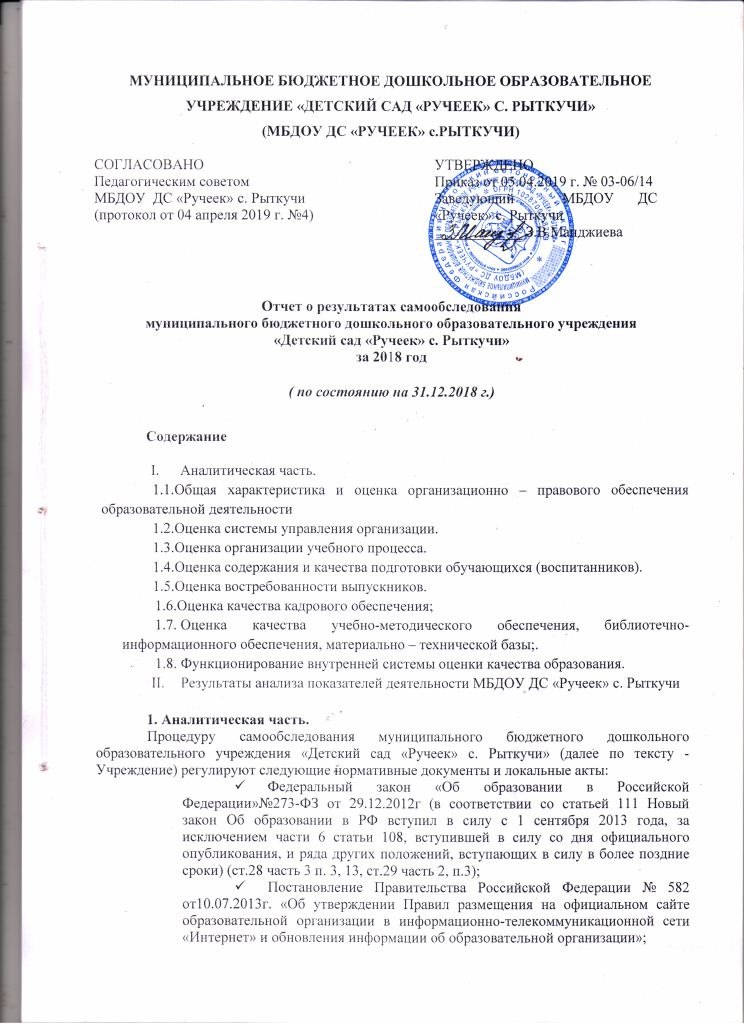 МУНИЦИПАЛЬНОЕ БЮДЖЕТНОЕ ДОШКОЛЬНОЕ ОБРАЗОВАТЕЛЬНОЕ
УЧРЕЖДЕНИЕ «ДЕТСКИЙ САД «РУЧЕЕК» С. РЫТКУЧИ»
(МБДОУ ДС «РУЧЕЕК» с.РЫТКУЧИ)
СОГЛАСОВАНО
Педагогическим советом
МБДОУ ДС «Ручеек» с. Рыткучи
(протокол от 04 апреля 2019 г. №4)
УТВЕРЖДЕНО
Приказ от 05.04.2019 г. № 03-06/14
Заведующий МБДОУ ДС
«Ручеек» с. Рыткучи
Э.В.Манджиева
Отчет о результатах самообследования
муниципального бюджетного дошкольного образовательного учреждения
«Детский сад «Ручеек» с. Рыткучи»
за 2018 год
( по состоянию на 31.12.2018 г.)
Содержание
I. Аналитическая часть.
1.1.Общая характеристика и оценка организационно – правового обеспечения
образовательной деятельности
1.2.Оценка системы управления организации.
1.3.Оценка организации учебного процесса.
1.4.Оценка содержания и качества подготовки обучающихся (воспитанников).
1.5.Оценка востребованности выпускников.
1.6.Оценка качества кадрового обеспечения;
1.7. Оценка качества учебно-методического обеспечения, библиотечно-
информационного обеспечения, материально – технической базы;.
1.8. Функционирование внутренней системы оценки качества образования.
II. Результаты анализа показателей деятельности МБДОУ ДС «Ручеек» с. Рыткучи
1. Аналитическая часть.
Процедуру самообследования муниципального бюджетного дошкольного
образовательного учреждения «Детский сад «Ручеек» с. Рыткучи» (далее по тексту -
Учреждение) регулируют следующие нормативные документы и локальные акты:
✓ Федеральный закон «Об образовании в Российской
Федерации»№273-ФЗ от 29.12.2012г (в соответствии со статьей 111 Новый
закон Об образовании в РФ вступил в силу с 1 сентября 2013 года, за
исключением части 6 статьи 108, вступившей в силу со дня официального
опубликования, и ряда других положений, вступающих в силу в более поздние
сроки) (ст.28 часть 3 п. 3, 13, ст.29 часть 2, п.3);
✓ Постановление Правительства Российской Федерации № 582
от10.07.2013г. «Об утверждении Правил размещения на официальном сайте
образовательной организации в информационно-телекоммуникационной сети
«Интернет» и обновления информации об образовательной организации»;